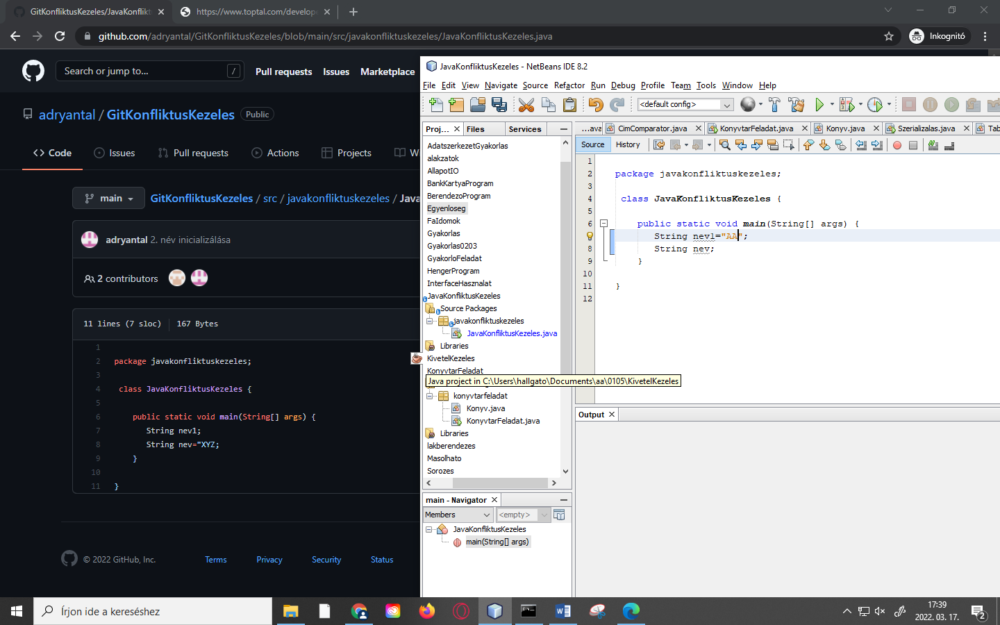 GitKonfliktusKezeles/JavaKonflikt
https://www.toptal.com/develope
github.com/adryantal/GitKonfliktusKezeles/blob/main/src/javakonfliktuskezeles/JavaKonfliktusKezeles.java
Inkognitó
Search or jump to...
/
Pull requests
Issues
Marketplace
adryantal / GitKonfliktusKezeles
Public
<> Code
Issues
Pull requests
Actions
Projects
W
main
GitKonfliktusKezeles / src / javakonfliktuskezeles / Java
adryantal 2. név inicializálása
2 contributors
11 lines (7 sloc)
167 Bytes
1
2 package javakonfliktuskezeles;
3
4 class JavaKonfliktusKezeles {
5
6 public static void main(String[] args) {
7 String nev1;
8 String nev="XYZ;
9 }
10
11 }
© 2022 GitHub, Inc.
Terms
Privacy
Security
Status
JavaKonfliktusKezeles - NetBeans IDE 8.2
File Edit View Navigate Source Refactor Run Debug Profile Team Tools Window Help
<default config>
Proj...
Files
Services
AdatszerkezetGyakorlas
alakzatok
AllapotIO
BankKartyaProgram
BerendezoProgram
Egyenloseg
FaIdomok
Gyakorlas
Gyakorlas0203
GyakorloFeladat
HengerProgram
InterfaceHasznalat
JavaKonfliktusKezeles
Source Packages
javakonfliktuskezeles
JavaKonfliktusKezeles.java
Libraries
KivetelKezeles
KonyvtarFeladat
Java project in C:\Users\hallgato\Documents\aa\0105\KivetelKezeles
konyvtarfeladat
Konyv.java
KonyvtarFeladat.java
Libraries
lakberendezes
Masolhato
Sorozes
main - Navigator
Members
<empty>
JavaKonfliktusKezeles
main(String[] args)
...ava
CimComparator.java
KonyvtarFeladat.java
Konyv.java
Szerializalas.java
Tab
Source
History
1
2 package javakonfliktuskezeles;
3
4 class JavaKonfliktusKezeles {
5
6 public static void main(String[] args) {
String nev1="AA";
8 String nev;
9 }
10
11 }
12
Output
Írjon ide a kereséshez
17:39
2022. 03. 17.
2